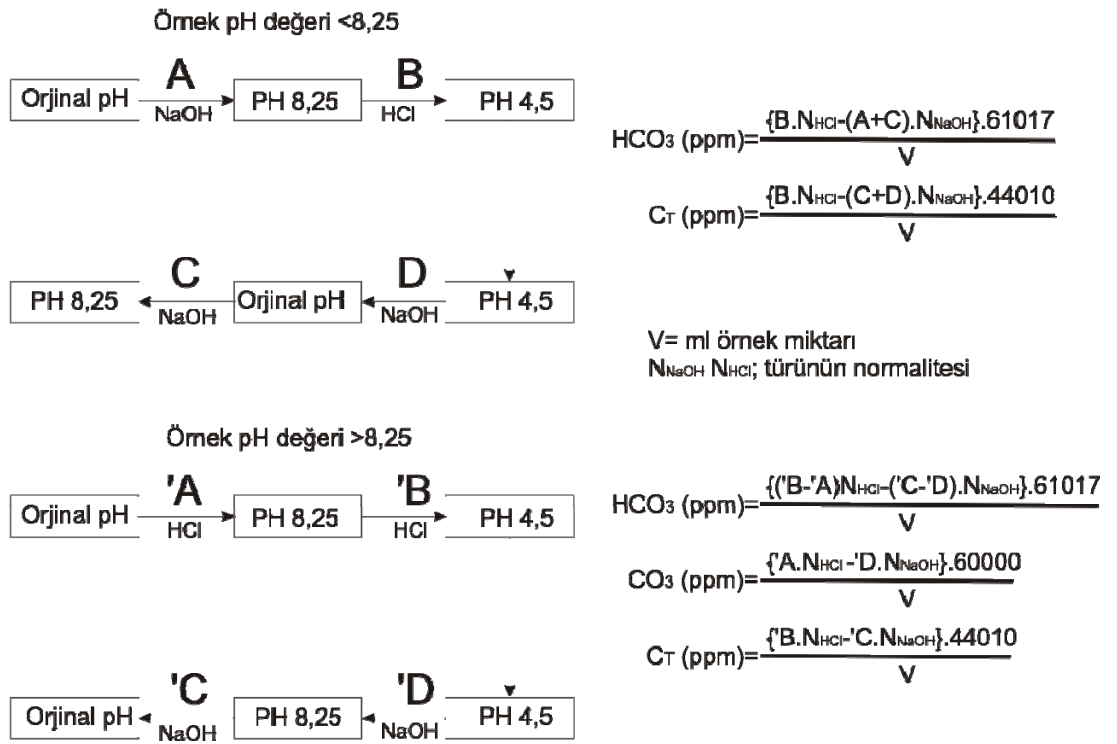 Örnek pH değeri <8,25
A B
Orjinal pH PH 8,25 PH 4,5
NaOH HCl
HCO3 (ppm)= {B.NHCl-(A+C).NNaOH}.61017
V
CT (ppm)= {B.NHCl-(C+D).NNaOH}.44010
V
C D
PH 8,25 Orjinal pH PH 4,5
NaOH NaOH
V= ml örnek miktarı
NNaOH NHCl; türünün normalitesi
Örnek pH değeri >8,25
'A 'B
Orjinal pH PH 8,25 PH 4,5
HCl HCl
HCO3 (ppm)= {('B-'A)NHCl-('C-'D).NNaOH}.61017
V
CO3 (ppm)= {'A.NHCl-'D.NNaOH}.60000
V
CT (ppm)= {'B.NHCl-'C.NNaOH}.44010
V
'C 'D
Orjinal pH PH 8,25 PH 4,5
NaOH NaOH